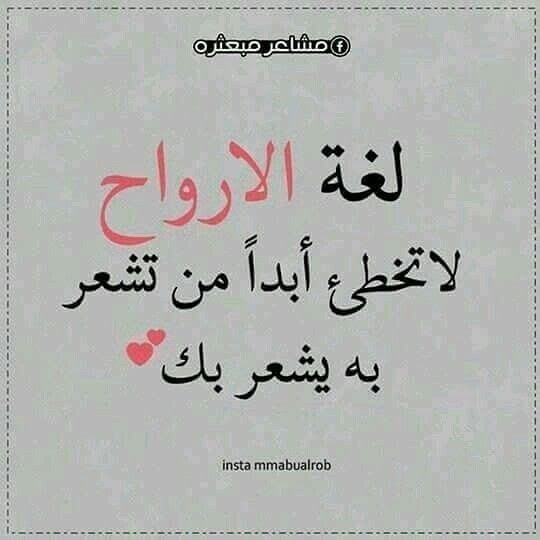 مشاعر مبعثره
لغة الارواح
لاتخطئ أبداً من تشعر
به يشعر بك
insta mmabualrob